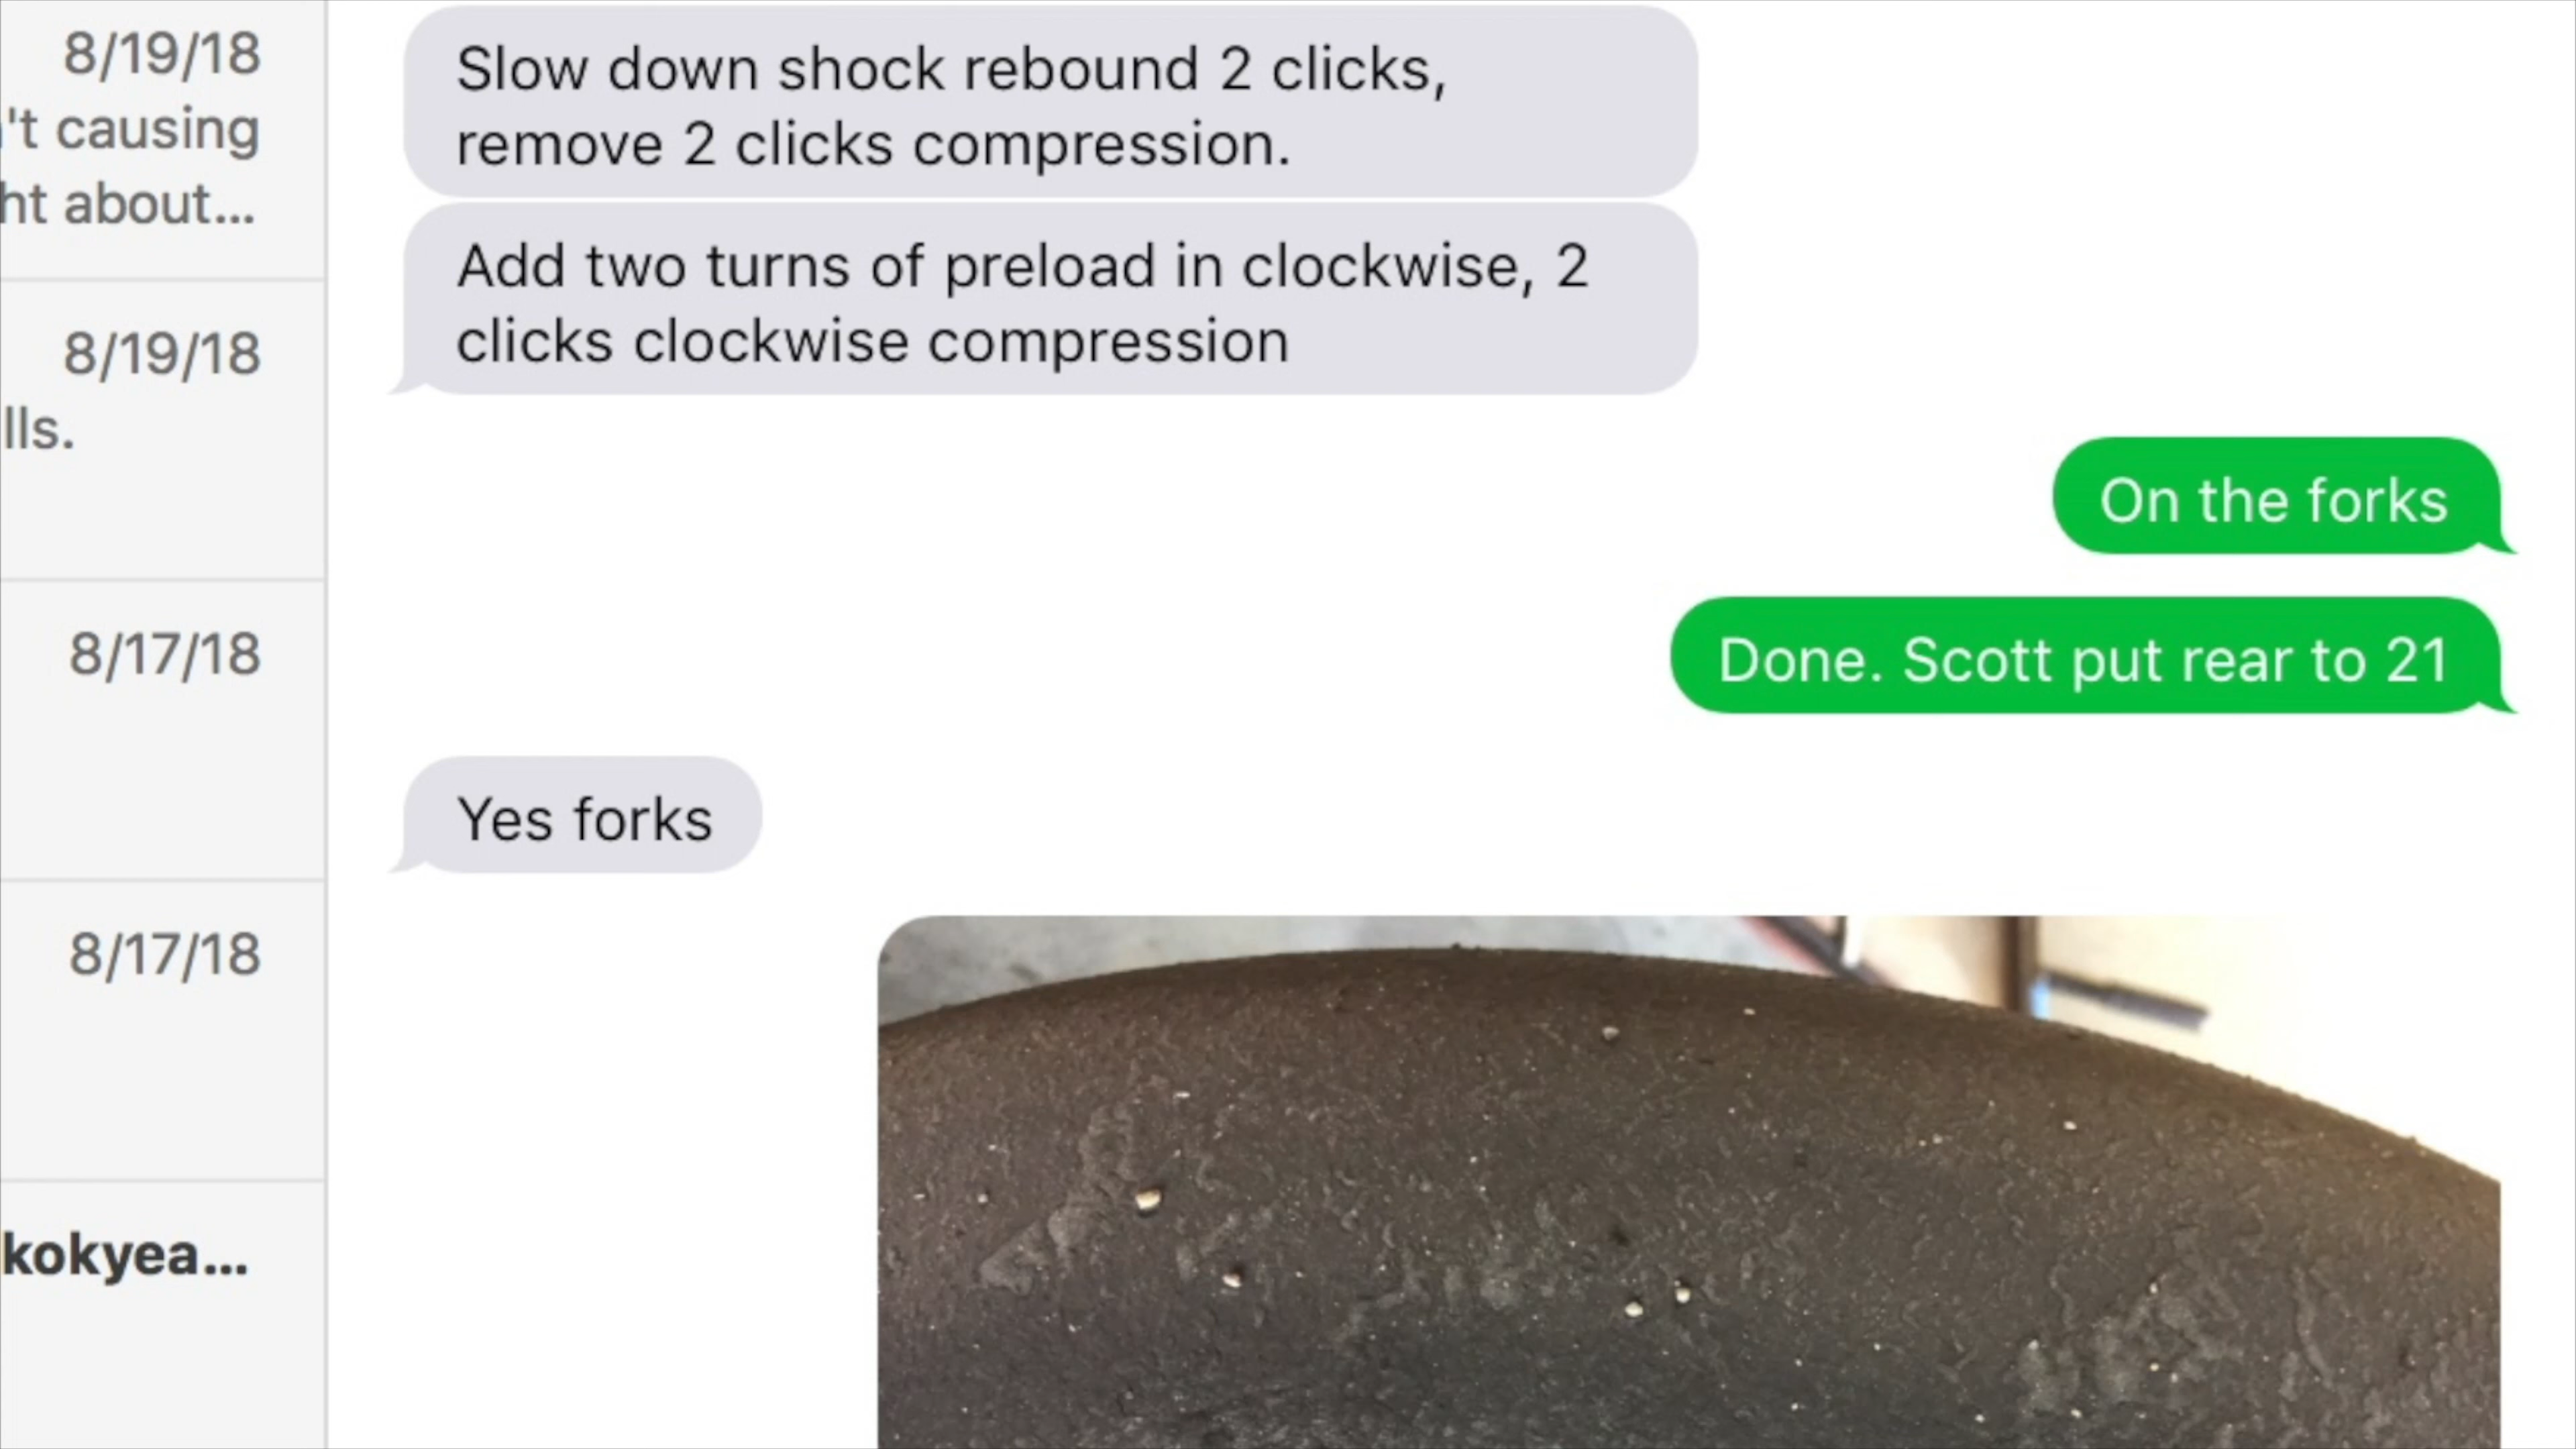 8/19/18
't causing
ht about...
8/19/18
lls.
8/17/18
8/17/18
kokyea...
Slow down shock rebound 2 clicks,
remove 2 clicks compression.
Add two turns of preload in clockwise, 2
clicks clockwise compression
On the forks
Done. Scott put rear to 21
Yes forks